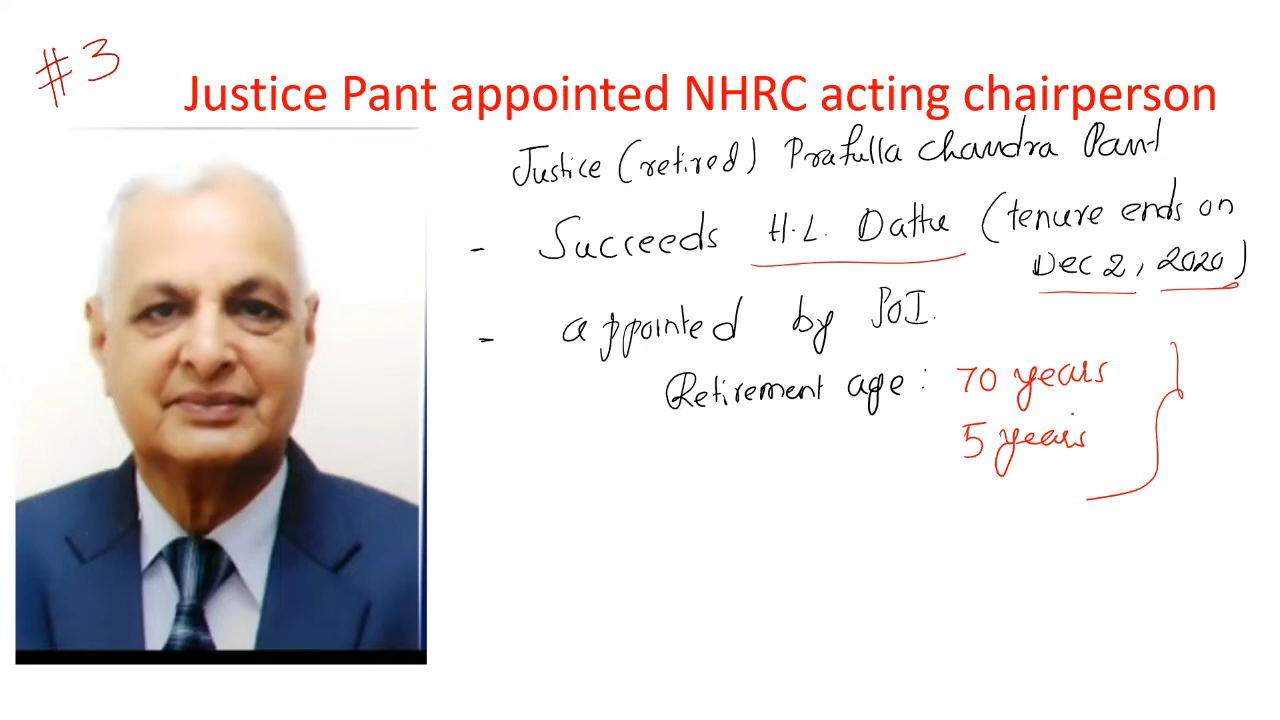 #3
Justice Pant appointed NHRC acting chairperson
Justice (retired) Prafulla Chandra Pant
- Succeeds H.L. Dattu (tenure ends on
Dec 2, 2020)
- appointed by PoI.
Retirement age: 70 years
5 years